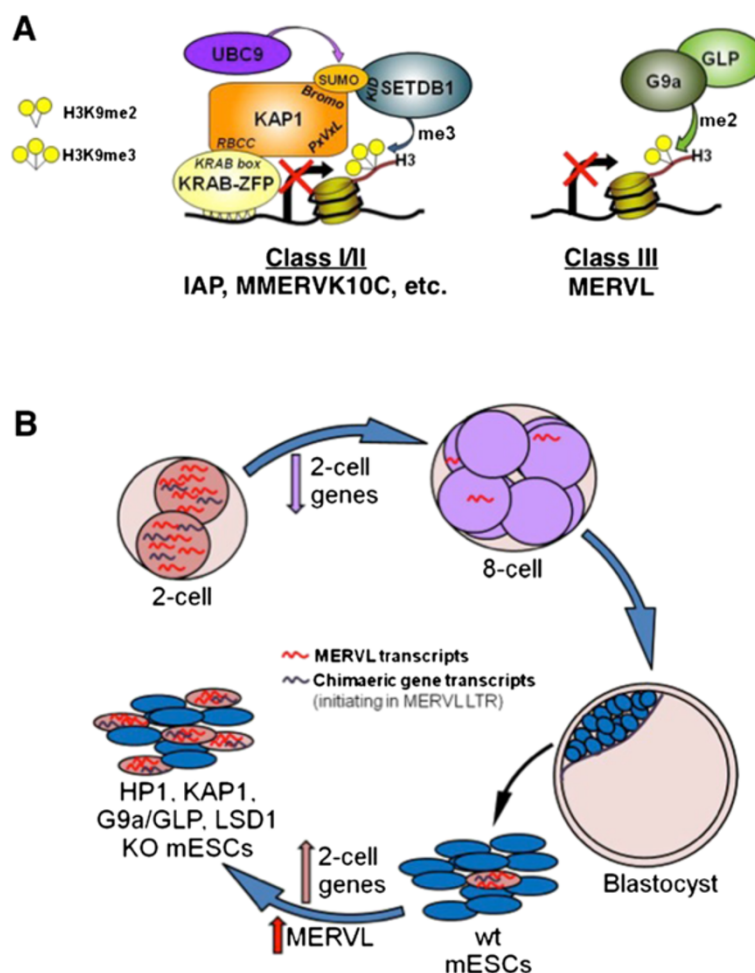 A
UBC9
SUMO
KID
SETDB1
Bromo
KAP1
PxVxL
RBCC
KRAB box
KRAB-ZFP
me3
H3
H3K9me2
H3K9me3
Class I/II
IAP, MMERVK10C, etc.
GLP
G9a
me2
H3
Class III
MERVL
B
2-cell
2-cell
genes
8-cell
MERVL transcripts
Chimaeric gene transcripts
(initiating in MERVL LTR)
HP1, KAP1,
G9a/GLP, LSD1
KO mESCs
2-cell
genes
MERVL
wt
mESCs
Blastocyst